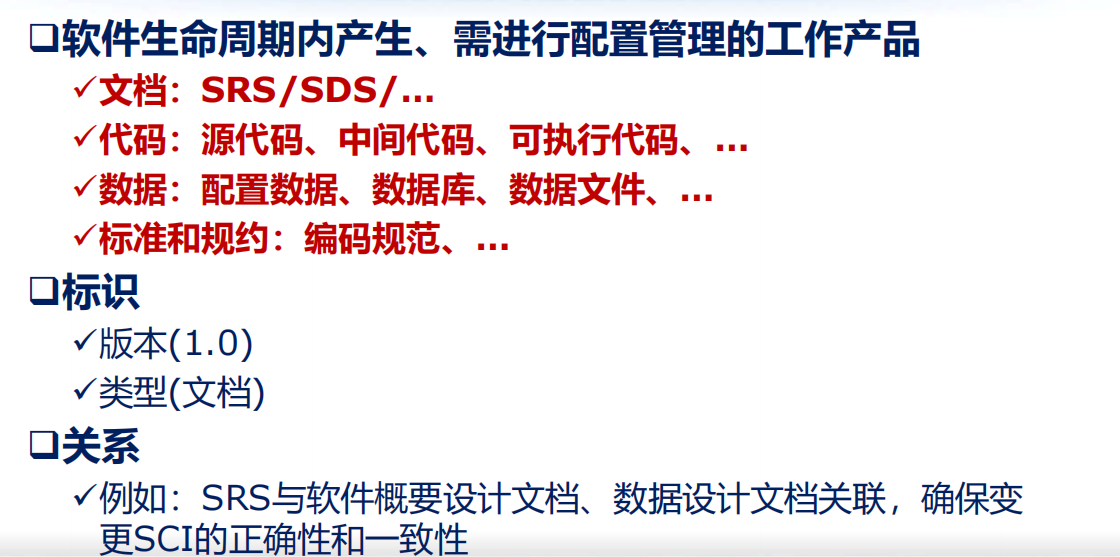 ❑软件生命周期内产生、需进行配置管理的工作产品
✓文档：SRS/SDS/...
✓代码：源代码、中间代码、可执行代码、...
✓数据：配置数据、数据库、数据文件、...
✓标准和规约：编码规范、...
❑标识
✓版本(1.0)
✓类型(文档)
❑关系
✓例如：SRS与软件概要设计文档、数据设计文档关联，确保变
更SCI的正确性和一致性